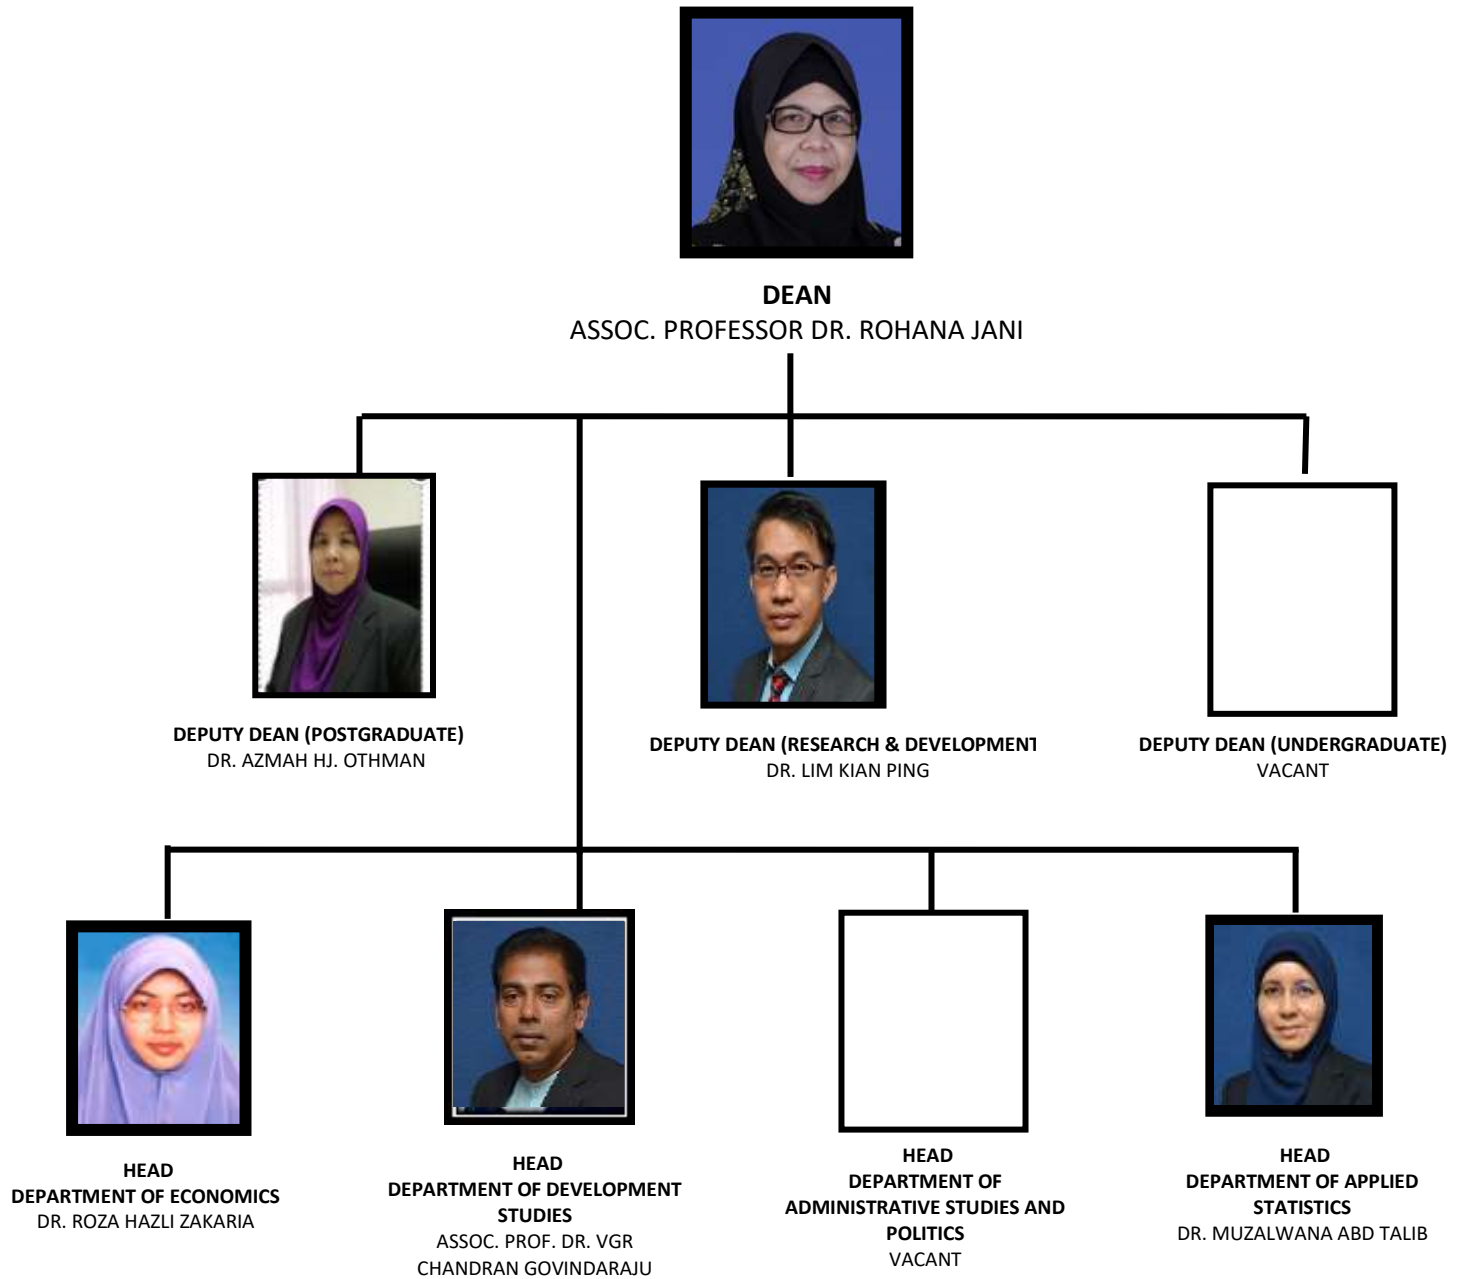 DEAN
ASSOC. PROFESSOR DR. ROHANA JANI
DEPUTY DEAN (POSTGRADUATE)
DR. AZMAH HJ. OTHMAN
DEPUTY DEAN (RESEARCH & DEVELOPMENT
DR. LIM KIAN PING
DEPUTY DEAN (UNDERGRADUATE)
VACANT
HEAD
DEPARTMENT OF ECONOMICS
DR. ROZA HAZLI ZAKARIA
HEAD
DEPARTMENT OF DEVELOPMENT
STUDIES
ASSOC. PROF. DR. VGR
CHANDRAN GOVINDARAJU
HEAD
DEPARTMENT OF
ADMINISTRATIVE STUDIES AND
POLITICS
VACANT
HEAD
DEPARTMENT OF APPLIED
STATISTICS
DR. MUZALWANA ABD TALIB